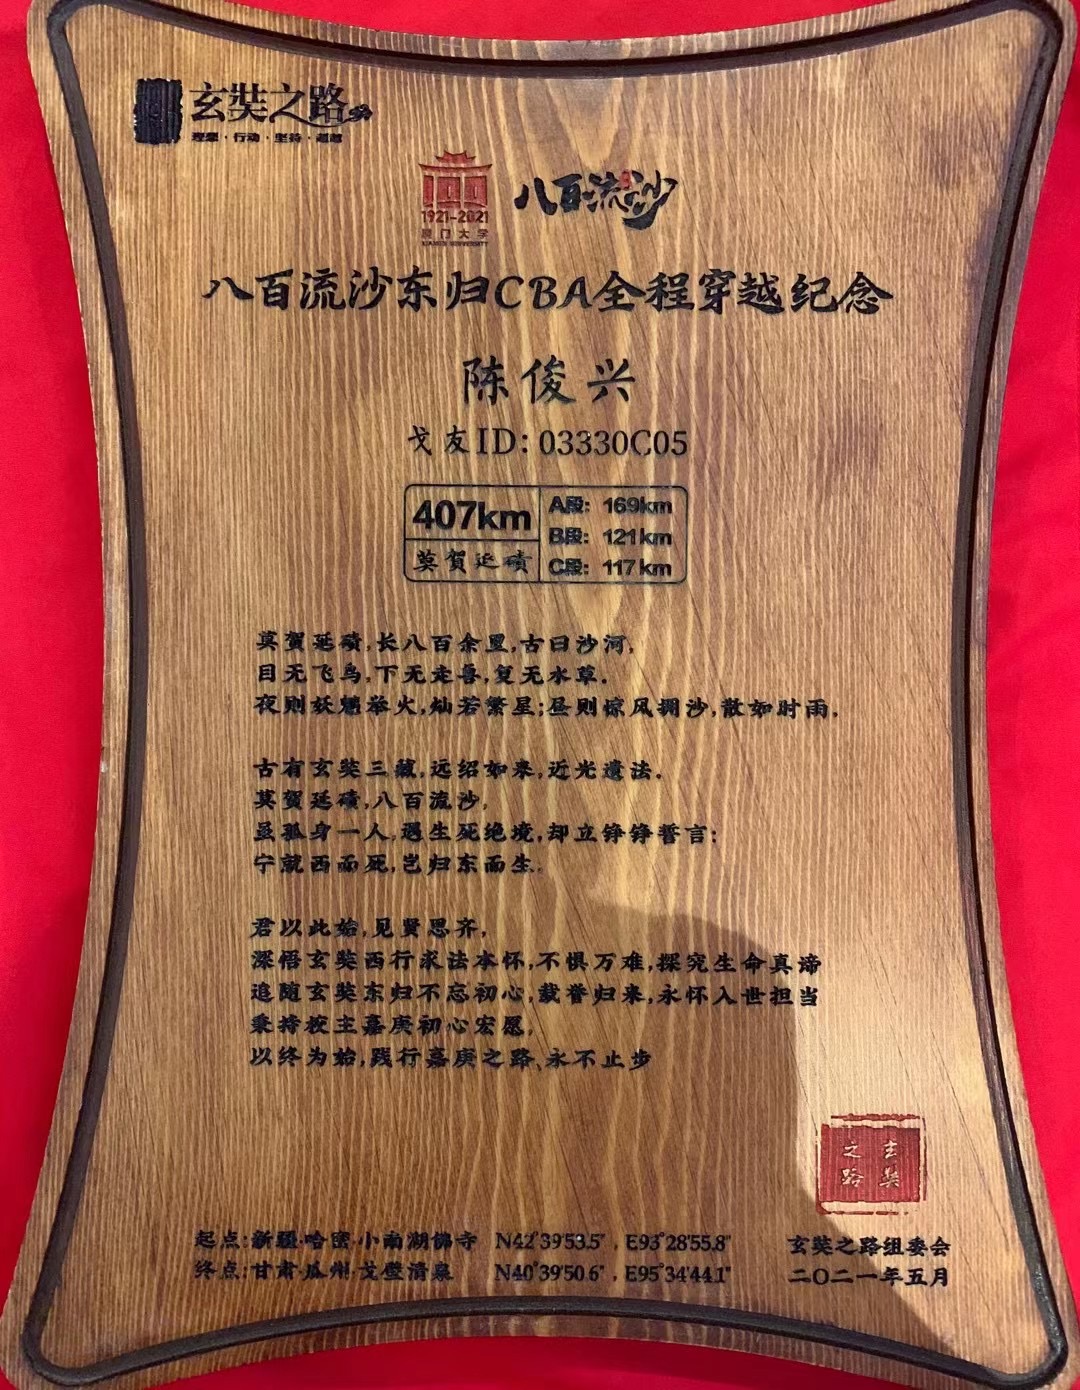 玄奘之路
理想·行动·坚持·超越
1921-2021
厦门大学
XIAMEN UNIVERSITY
八百流沙
八百流沙东归CBA全程穿越纪念
陈俊兴
戈友ID: 03330C05
407km
莫贺延碛
A段: 169km
B段: 121km
C段: 117km
莫贺延碛,长八百余里,古曰沙河,
目无飞鸟,下无走兽,复无水草.
夜则妖魑举火,灿若繁星;昼则惊风拥沙,散如时雨.
古有玄奘三藏,远绍如来,近光遗法.
莫贺延碛,八百流沙,
虽孤身一人,遇生死绝境,却立铮铮誓言:
宁就西而死,岂归东而生.
君以此始,见贤思齐,
深悟玄奘西行求法本怀,不惧万难,探究生命真谛
追随玄奘东归不忘初心,载誉归来,永怀入世担当
秉持校主嘉庚初心宏愿,
以终为始,践行嘉庚之路、永不止步
玄奘之路
起点:新疆·哈密·小南湖佛寺 N42°39'53.5", E93°28'55.8"
终点:甘肃·瓜州·戈壁清泉 N40°39'50.6", E95°34'44.1"
玄奘之路组委会
二〇二一年五月